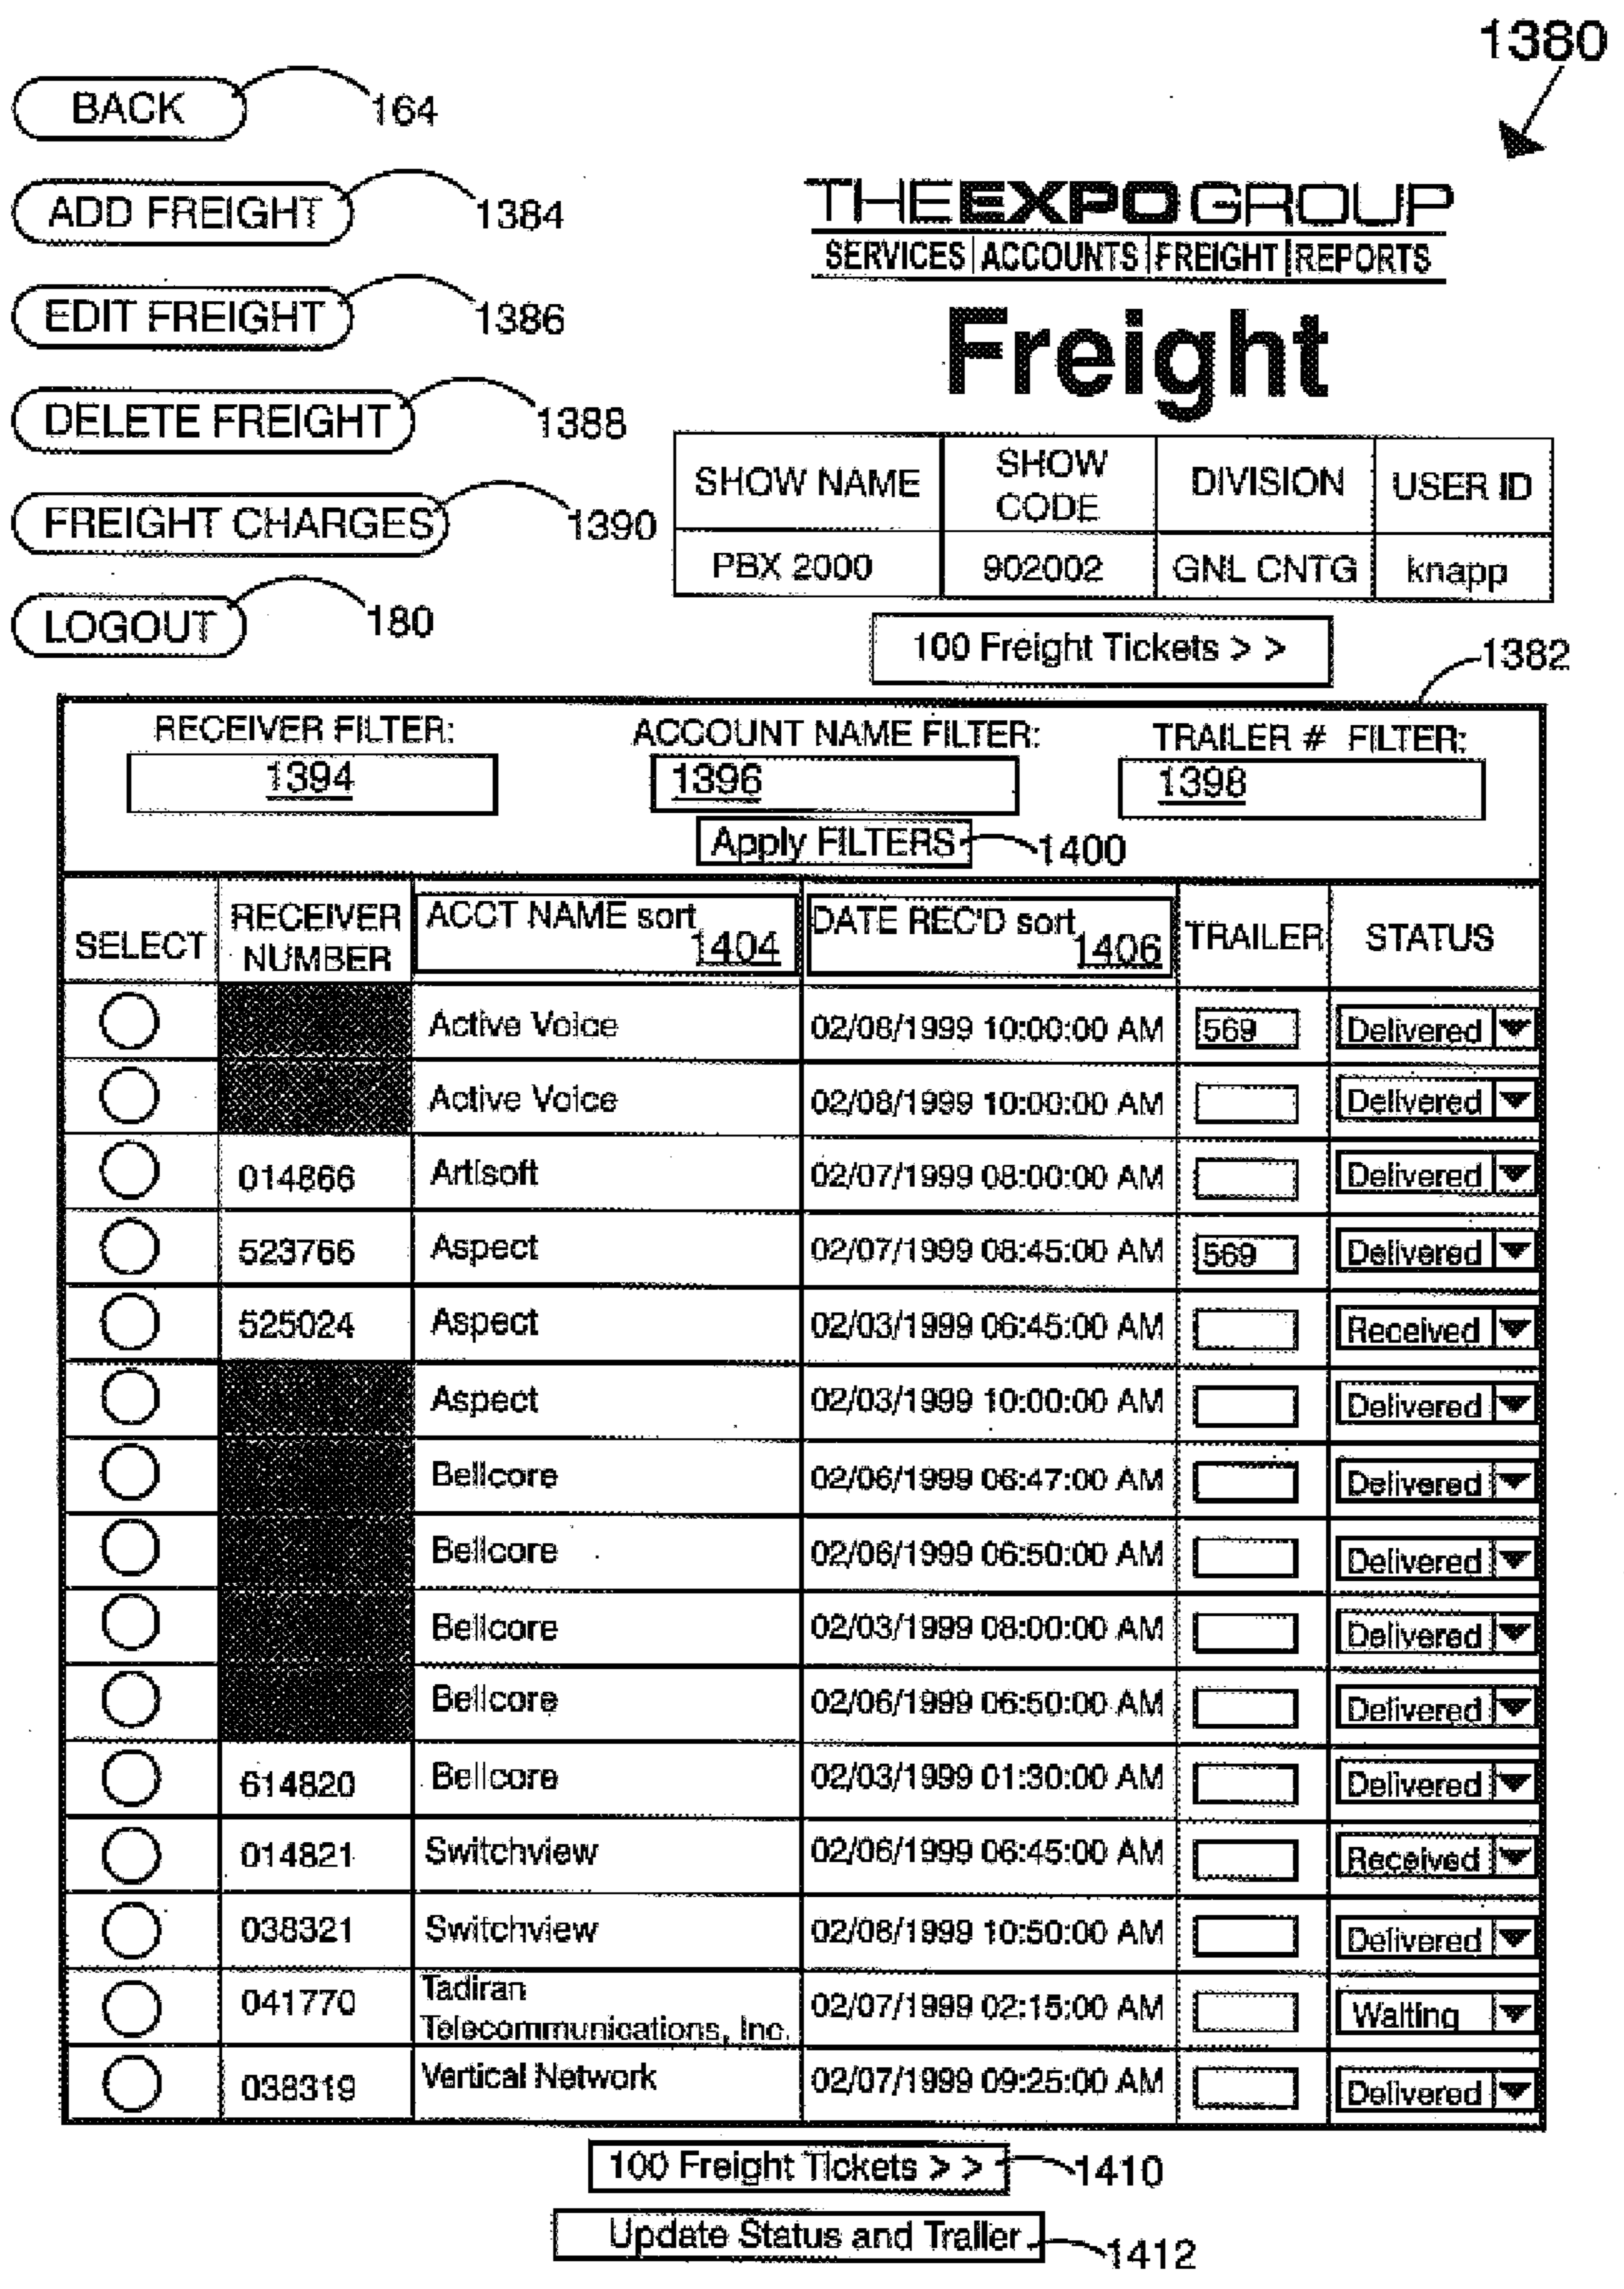 1380
BACK 164
ADD FREIGHT 1384
EDIT FREIGHT 1386
DELETE FREIGHT 1388
FREIGHT CHARGES 1390
LOGOUT 180
THE EXPO GROUP
SERVICES | ACCOUNTS | FREIGHT | REPORTS
Freight
SHOW NAME SHOW CODE DIVISION USER ID
PBX 2000 902002 GNL CNTG knapp
100 Freight Tickets > >
1382
RECEIVER FILTER: ACCOUNT NAME FILTER: TRAILER # FILTER:
1394 1396 1398
Apply FILTERS 1400
SELECT RECEIVER NUMBER ACCT NAME sort 1404 DATE REC'D sort 1406 TRAILER STATUS
Active Voice 02/08/1999 10:00:00 AM 569 Delivered
Active Voice 02/08/1999 10:00:00 AM Delivered
014866 Artisoft 02/07/1999 08:00:00 AM Delivered
523766 Aspect 02/07/1999 08:45:00 AM 569 Delivered
525024 Aspect 02/03/1999 06:45:00 AM Received
Aspect 02/03/1999 10:00:00 AM Delivered
Bellcore 02/06/1999 06:47:00 AM Delivered
Bellcore 02/06/1999 06:50:00 AM Delivered
Bellcore 02/03/1999 08:00:00 AM Delivered
Bellcore 02/06/1999 06:50:00 AM Delivered
614820 Bellcore 02/03/1999 01:30:00 AM Delivered
014821 Switchview 02/06/1999 06:45:00 AM Received
038321 Switchview 02/08/1999 10:50:00 AM Delivered
041770 Tadiran Telecommunications, Inc. 02/07/1999 02:15:00 AM Waiting
038319 Vertical Network 02/07/1999 09:25:00 AM Delivered
100 Freight Tickets > > 1410
Update Status and Trailer 1412